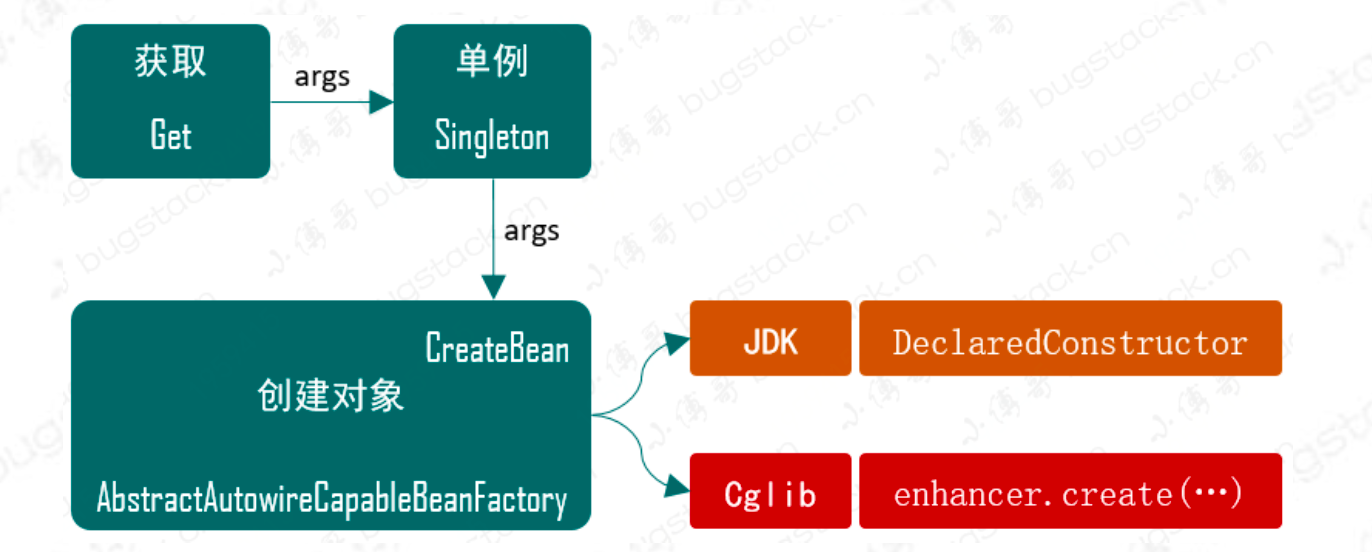 获取
Get
args
单例
Singleton
args
CreateBean
创建对象
AbstractAutowireCapableBeanFactory
JDK
DeclaredConstructor
Cglib
enhancer.create(···)
小傅哥 bugstack.cn